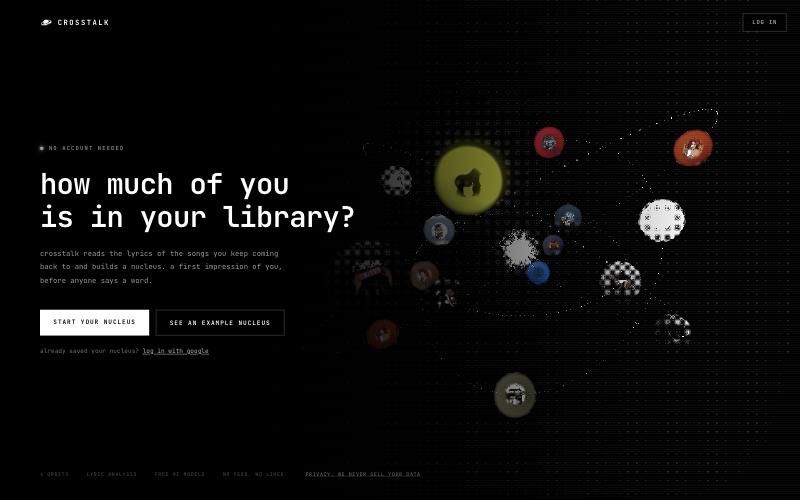 CROSSTALK
LOG IN
NO ACCOUNT NEEDED
how much of you
is in your library?
crosstalk reads the lyrics of the songs you keep coming
back to and builds a nucleus. a first impression of you,
before anyone says a word.
START YOUR NUCLEUS
SEE AN EXAMPLE NUCLEUS
already saved your nucleus? log in with google
ORBITS
LYRIC ANALYSIS
FREE AI MODELS
NO FEED. NO LIKES.
PRIVACY: WE NEVER SELL YOUR DATA